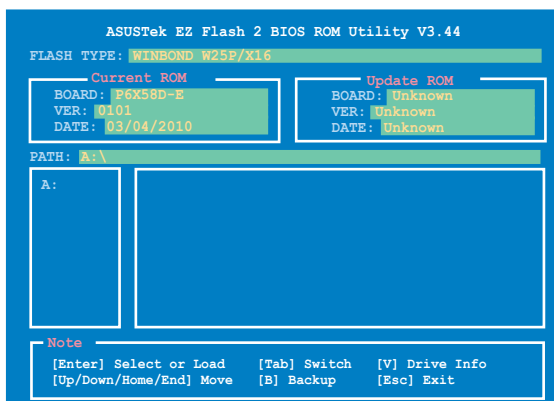 ASUSTek EZ Flash 2 BIOS ROM Utility V3.44
FLASH TYPE: WINBOND W25P/X16
Current ROM
BOARD: P6X58D-E
VER: 0101
DATE: 03/04/2010
Update ROM
BOARD: Unknown
VER: Unknown
DATE: Unknown
PATH: A:\
A:
Note
[Enter] Select or Load [Tab] Switch [V] Drive Info
[Up/Down/Home/End] Move [B] Backup [Esc] Exit